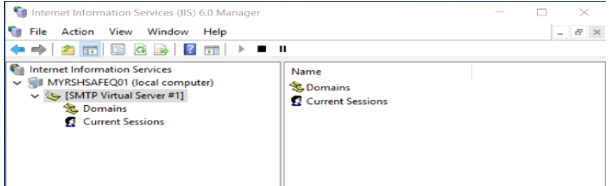 Internet Information Services (IIS) 6.0 Manager
File Action View Window Help
Internet Information Services
MYRSHSAFEQ01 (local computer)
[SMTP Virtual Server #1]
Domains
Current Sessions
Name
Domains
Current Sessions